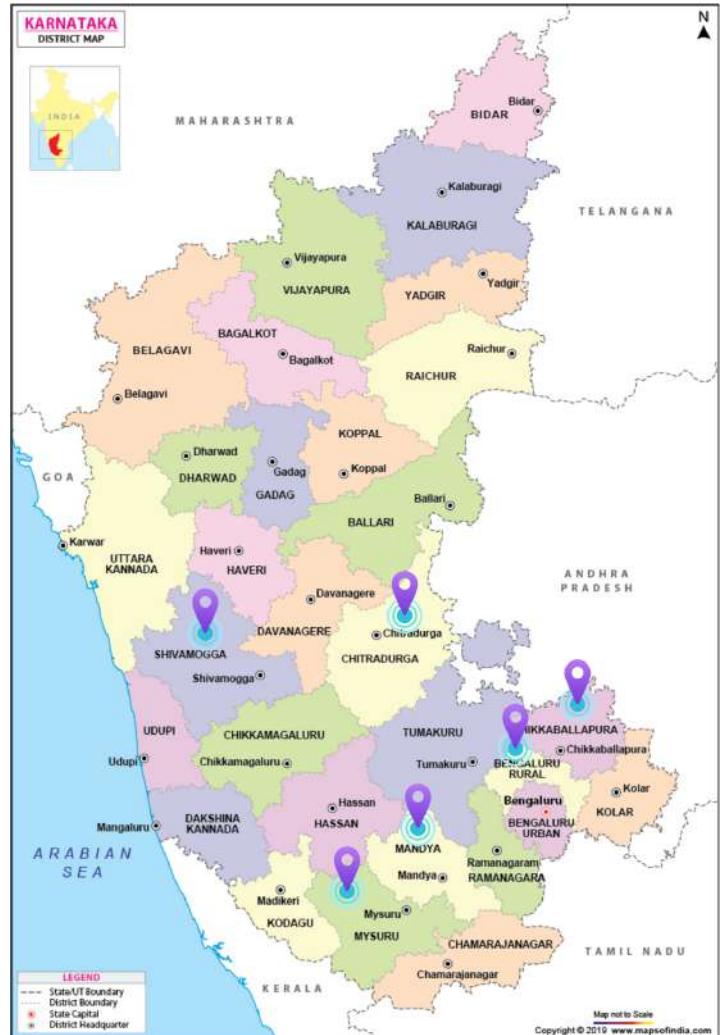 KARNATAKA
DISTRICT MAP
N
INDIA
MAHARASHTRA
Bidar
BIDAR
Kalaburagi
KALABURAGI
TELANGANA
Vijayapura
VIJAYAPURA
Yadgir
YADGIR
BAGALKOT
Bagalkot
BELAGAVI
Belagavi
Raichur
RAICHUR
KOPPAL
Koppal
Dharwad
DHARWAD
Gadag
GADAG
GOA
Ballari
BALLARI
Karwar
UTTARA
KANNADA
Haveri
HAVERI
ANDHRA
PRADESH
Davanagere
DAVANAGERE
Chitradurga
CHITRADURGA
SHIVAMOGGA
Shivamogga
UDUPI
Udupi
CHIKKAMAGALURU
Chikkamagaluru
TUMAKURU
Tumakuru
HIKKABALLAPURA
Chikkaballapura
BENGALURU
RURAL
Kolar
KOLAR
Bengaluru
BENGALURU
URBAN
Hassan
HASSAN
Mangaluru
DAKSHINA
KANNADA
ARABIAN
SEA
MANDYA
Mandya
Ramanagaram
RAMANAGARA
Madikeri
KODAGU
Mysuru
MYSURU
CHAMARAJANAGAR
Chamarajanagar
TAMIL NADU
KERALA
LEGEND
State/UT Boundary
District Boundary
State Capital
District Headquarter
Map not to Scale
Copyright © 2019 www.mapsofindia.com